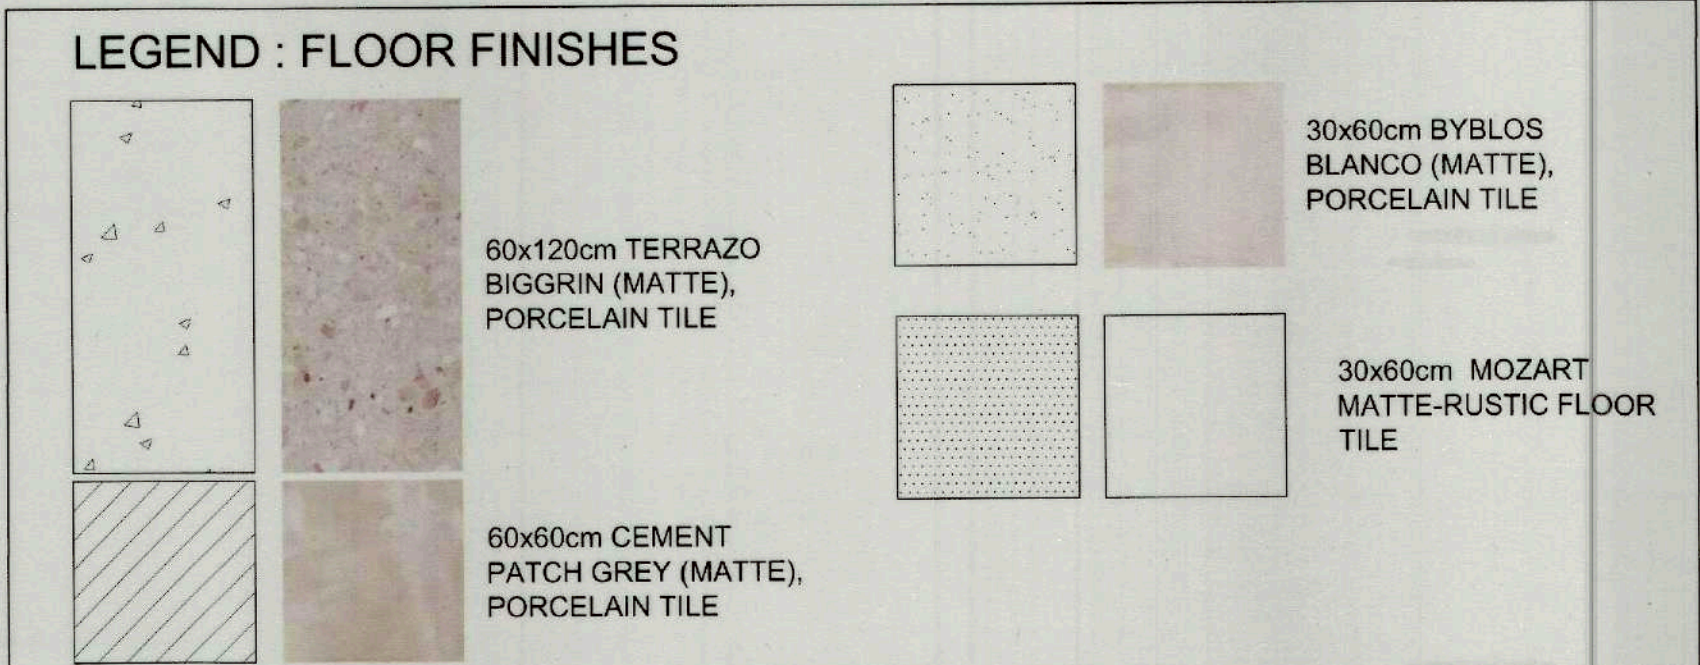 LEGEND : FLOOR FINISHES
60x120cm TERRAZO
BIGGRIN (MATTE),
PORCELAIN TILE
60x60cm CEMENT
PATCH GREY (MATTE),
PORCELAIN TILE
30x60cm BYBLOS
BLANCO (MATTE),
PORCELAIN TILE
30x60cm MOZART
MATTE-RUSTIC FLOOR
TILE